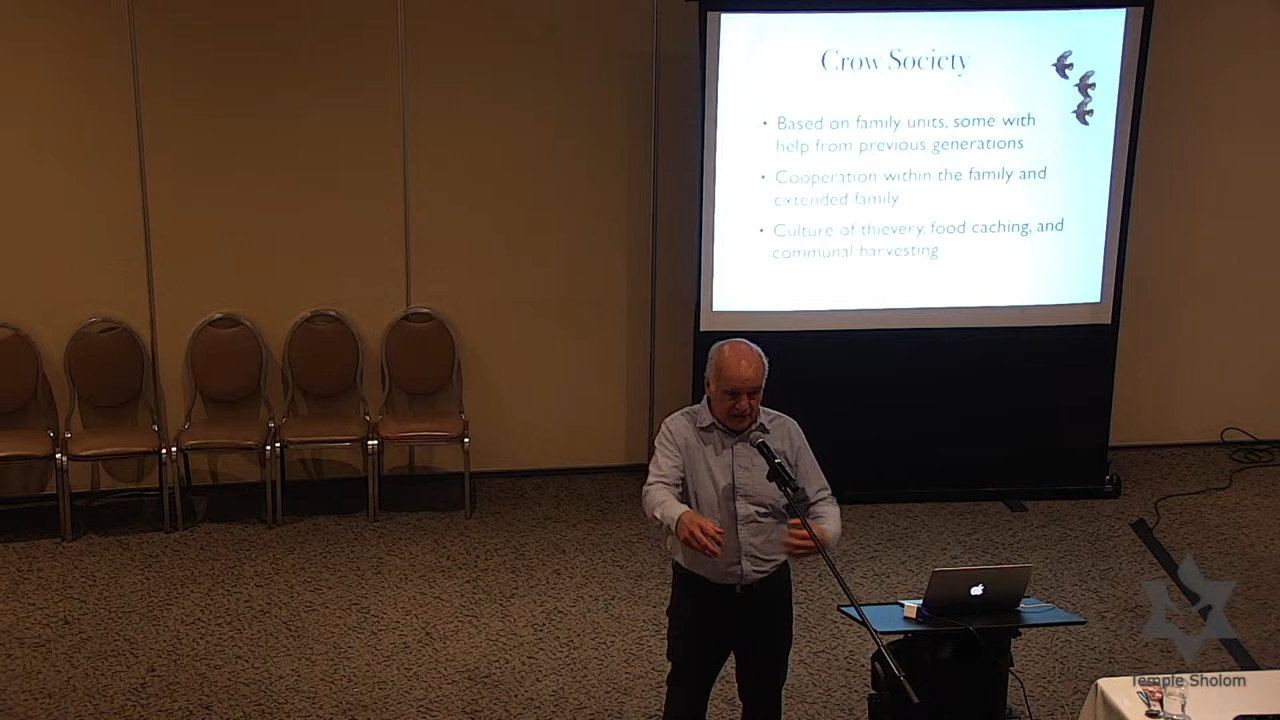 Crow Society
• Based on family units, some with
help from previous generations
• Cooperation within the family and
extended family
• Culture of thievery, food caching, and
communal harvesting
Temple Sholom